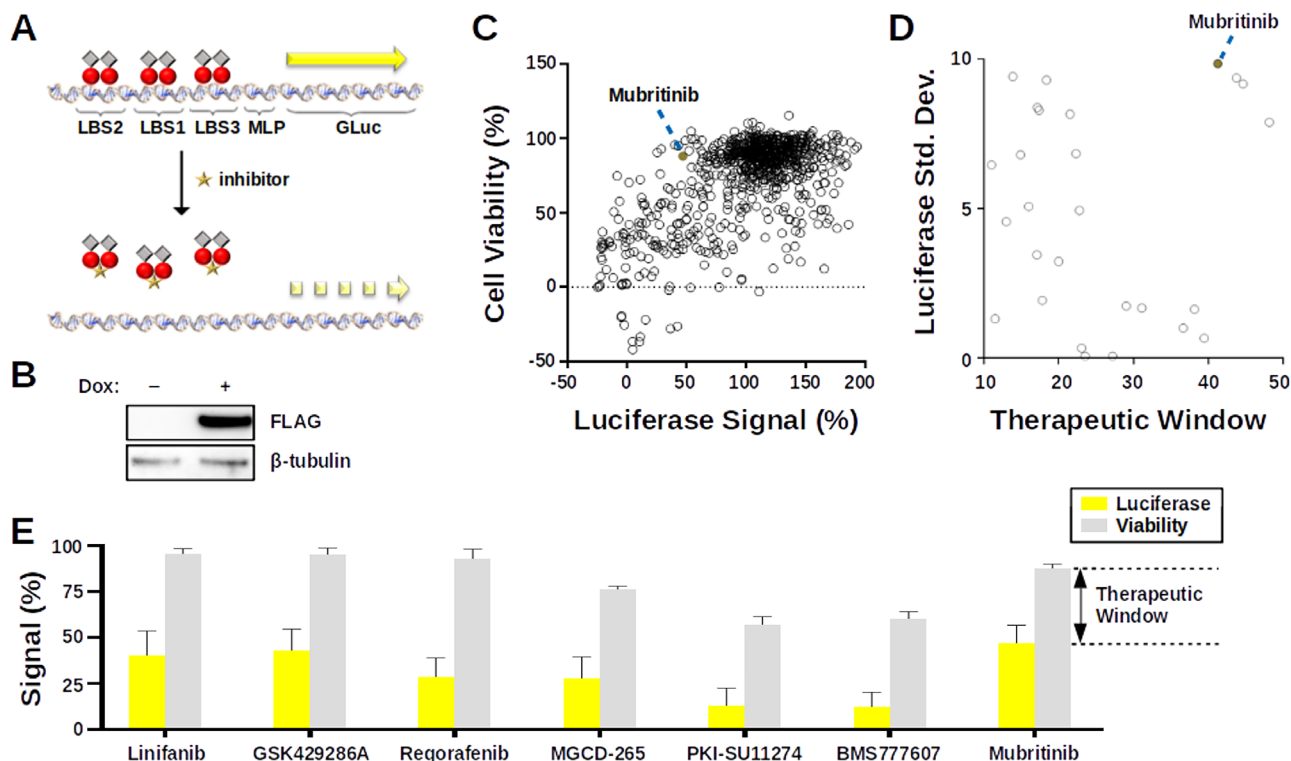 A
LBS2 LBS1 LBS3 MLP GLuc
inhibitor
B
Dox: – +
FLAG
β-tubulin
C
Mubritinib
Cell Viability (%)
150
100
50
0
-50
-50 0 50 100 150 200
Luciferase Signal (%)
D
Mubritinib
Luciferase Std. Dev.
10
5
0
10 20 30 40 50
Therapeutic Window
E
Luciferase
Viability
Signal (%)
100
75
50
25
0
Therapeutic
Window
Linifanib GSK429286A Regorafenib MGCD-265 PKI-SU11274 BMS777607 Mubritinib